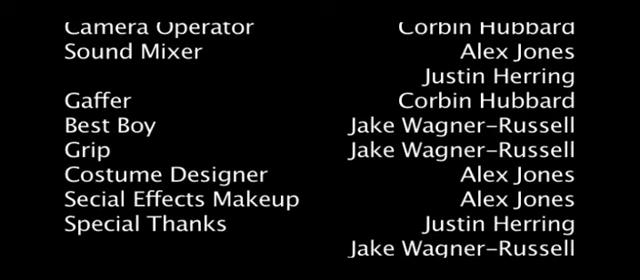 Camera Operator Corbin Hubbard
Sound Mixer Alex Jones
Justin Herring
Gaffer Corbin Hubbard
Best Boy Jake Wagner-Russell
Grip Jake Wagner-Russell
Costume Designer Alex Jones
Secial Effects Makeup Alex Jones
Special Thanks Justin Herring
Jake Wagner-Russell